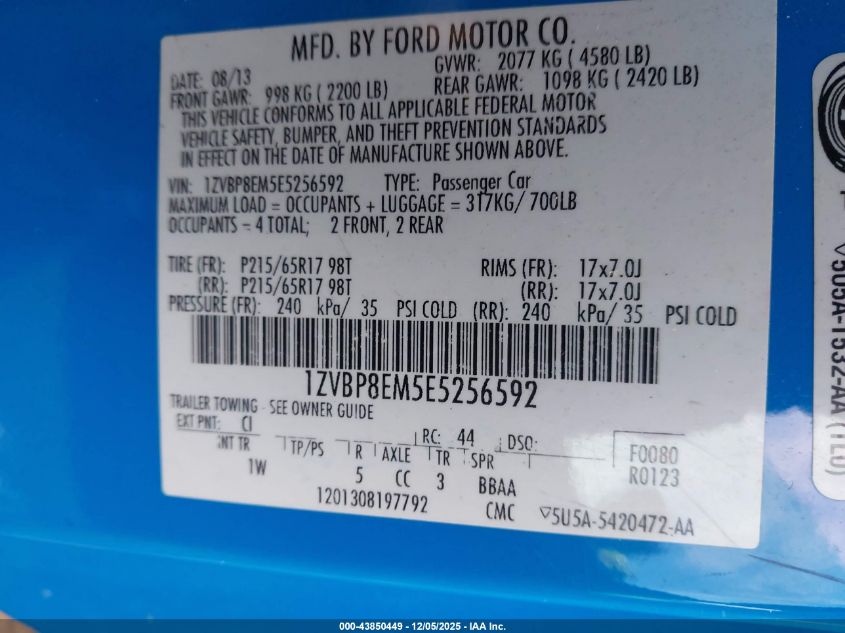 MFD. BY FORD MOTOR CO.
DATE: 08/13 GVWR: 2077 KG ( 4580 LB)
FRONT GAWR: 998 KG ( 2200 LB) REAR GAWR: 1098 KG ( 2420 LB)
THIS VEHICLE CONFORMS TO ALL APPLICABLE FEDERAL MOTOR
VEHICLE SAFETY, BUMPER, AND THEFT PREVENTION STANDARDS
IN EFFECT ON THE DATE OF MANUFACTURE SHOWN ABOVE.
VIN: 1ZVBP8EM5E5256592 TYPE: Passenger Car
MAXIMUM LOAD = OCCUPANTS + LUGGAGE = 317KG/ 700LB
OCCUPANTS = 4 TOTAL; 2 FRONT, 2 REAR
TIRE (FR): P215/65R17 98T RIMS (FR): 17x7.0J
(RR): P215/65R17 98T (RR): 17x7.0J
PRESSURE (FR): 240 kPa/ 35 PSI COLD (RR): 240 kPa/ 35 PSI COLD
1ZVBP8EM5E5256592
TRAILER TOWING - SEE OWNER GUIDE
EXT PNT: CI RC: 44 DSO: F0080
INT TR TP/PS R AXLE TR SPR R0123
1W 5 CC 3 BBAA
1201308197792 CMC ▽5U5A-5420472-AA
▽5U5A-1532-AA (TL0)
000-43850449 - 12/05/2025 - IAA Inc.